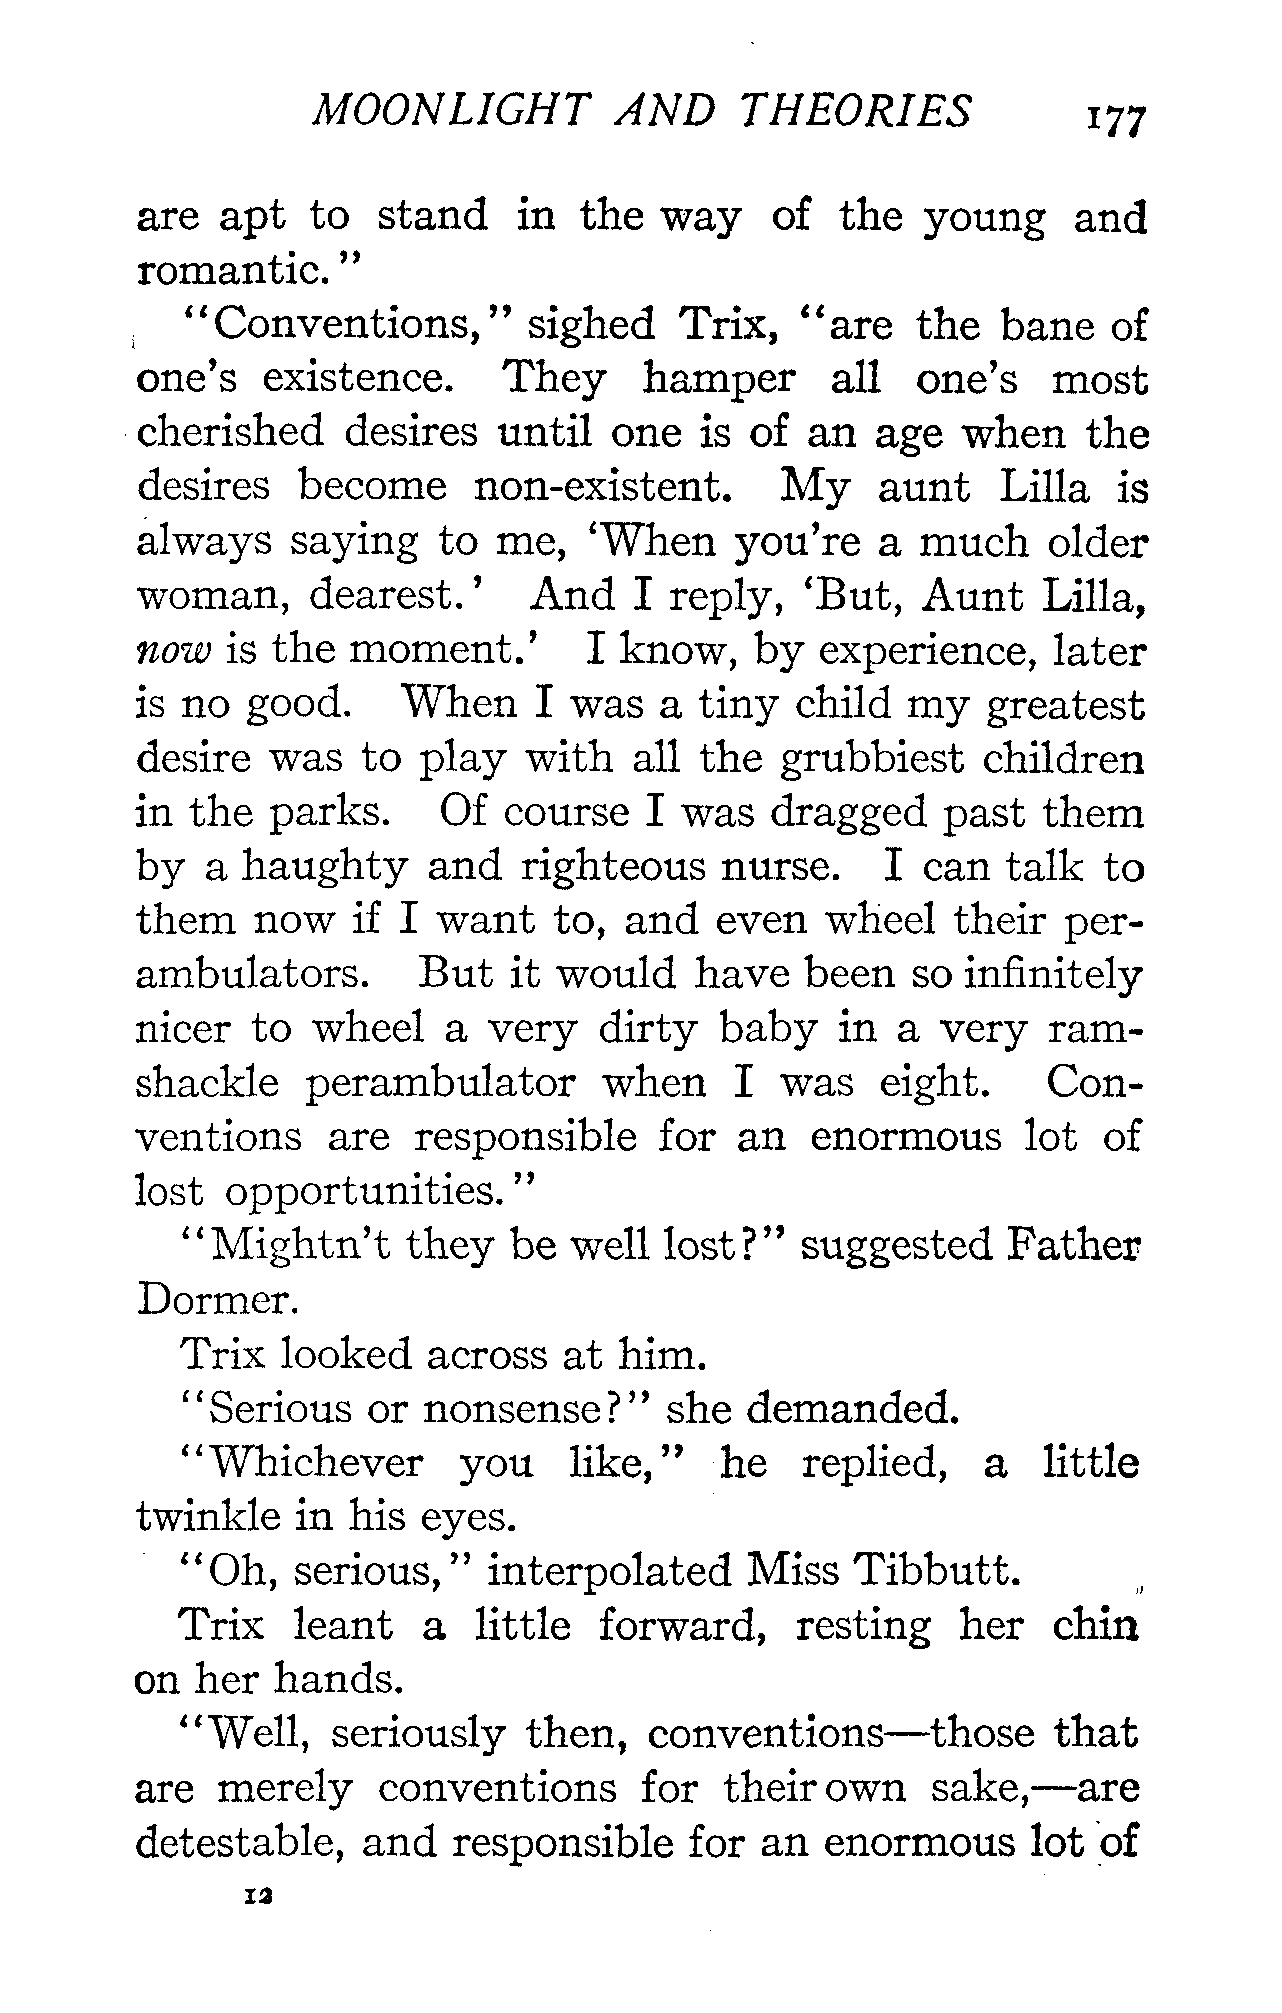 MOONLIGHT AND THEORIES 177
are apt to stand in the way of the young and
romantic."
"Conventions," sighed Trix, "are the bane of
one's existence. They hamper all one's most
cherished desires until one is of an age when the
desires become non-existent. My aunt Lilla is
always saying to me, 'When you're a much older
woman, dearest.' And I reply, 'But, Aunt Lilla,
now is the moment.' I know, by experience, later
is no good. When I was a tiny child my greatest
desire was to play with all the grubbiest children
in the parks. Of course I was dragged past them
by a haughty and righteous nurse. I can talk to
them now if I want to, and even wheel their per-
ambulators. But it would have been so infinitely
nicer to wheel a very dirty baby in a very ram-
shackle perambulator when I was eight. Con-
ventions are responsible for an enormous lot of
lost opportunities."
"Mightn't they be well lost?" suggested Father
Dormer.
Trix looked across at him.
"Serious or nonsense?" she demanded.
"Whichever you like," he replied, a little
twinkle in his eyes.
"Oh, serious," interpolated Miss Tibbutt.
Trix leant a little forward, resting her chin
on her hands.
"Well, seriously then, conventions—those that
are merely conventions for their own sake,—are
detestable, and responsible for an enormous lot of
12